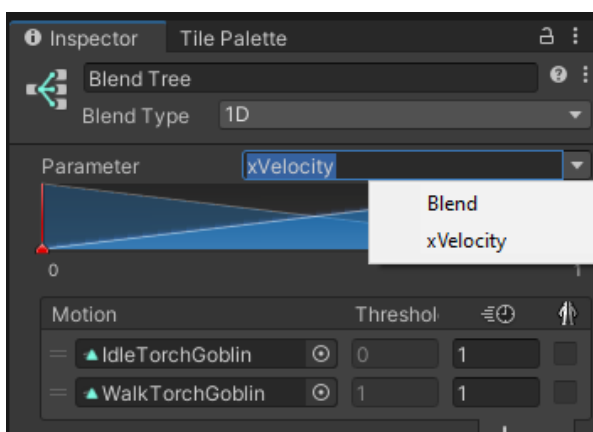 Inspector Tile Palette
Blend Tree
Blend Type 1D
Parameter xVelocity
Blend
xVelocity
0 1
Motion Threshol
IdleTorchGoblin 0 1
WalkTorchGoblin 1 1